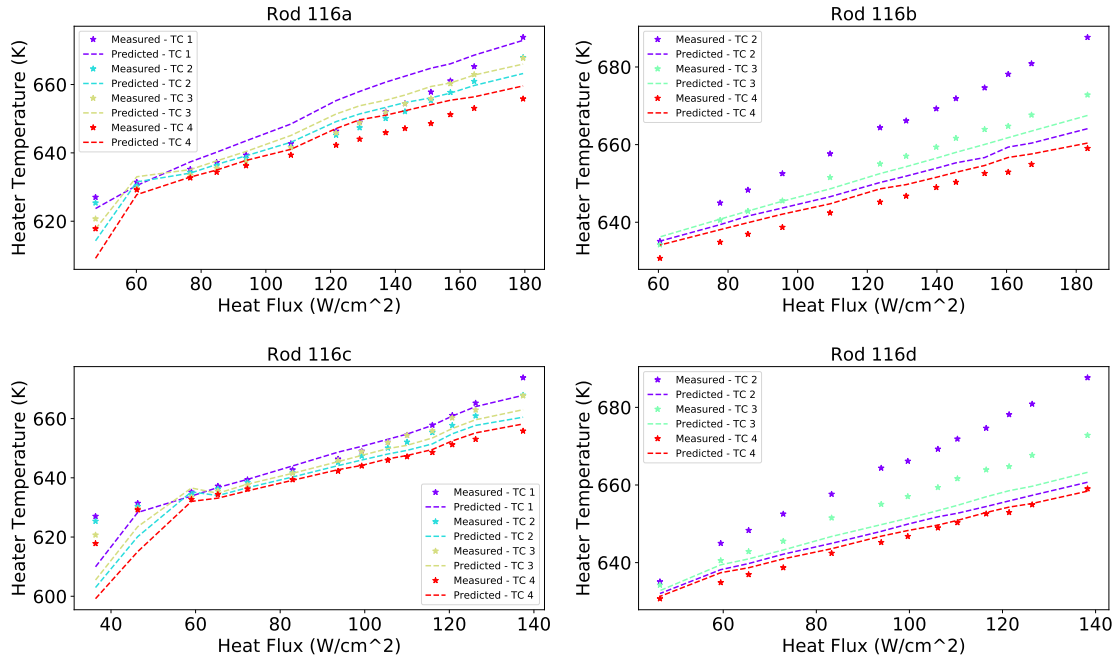 Rod 116a
Heater Temperature (K)
660
640
620
Measured - TC 1
Predicted - TC 1
Measured - TC 2
Predicted - TC 2
Measured - TC 3
Predicted - TC 3
Measured - TC 4
Predicted - TC 4
40 60 80 100 120 140 160 180
Heat Flux (W/cm^2)
Rod 116b
Heater Temperature (K)
680
660
640
Measured - TC 2
Predicted - TC 2
Measured - TC 3
Predicted - TC 3
Measured - TC 4
Predicted - TC 4
60 80 100 120 140 160 180
Heat Flux (W/cm^2)
Rod 116c
Heater Temperature (K)
660
640
620
600
Measured - TC 1
Predicted - TC 1
Measured - TC 2
Predicted - TC 2
Measured - TC 3
Predicted - TC 3
Measured - TC 4
Predicted - TC 4
40 60 80 100 120 140
Heat Flux (W/cm^2)
Rod 116d
Heater Temperature (K)
680
660
640
Measured - TC 2
Predicted - TC 2
Measured - TC 3
Predicted - TC 3
Measured - TC 4
Predicted - TC 4
60 80 100 120 140
Heat Flux (W/cm^2)